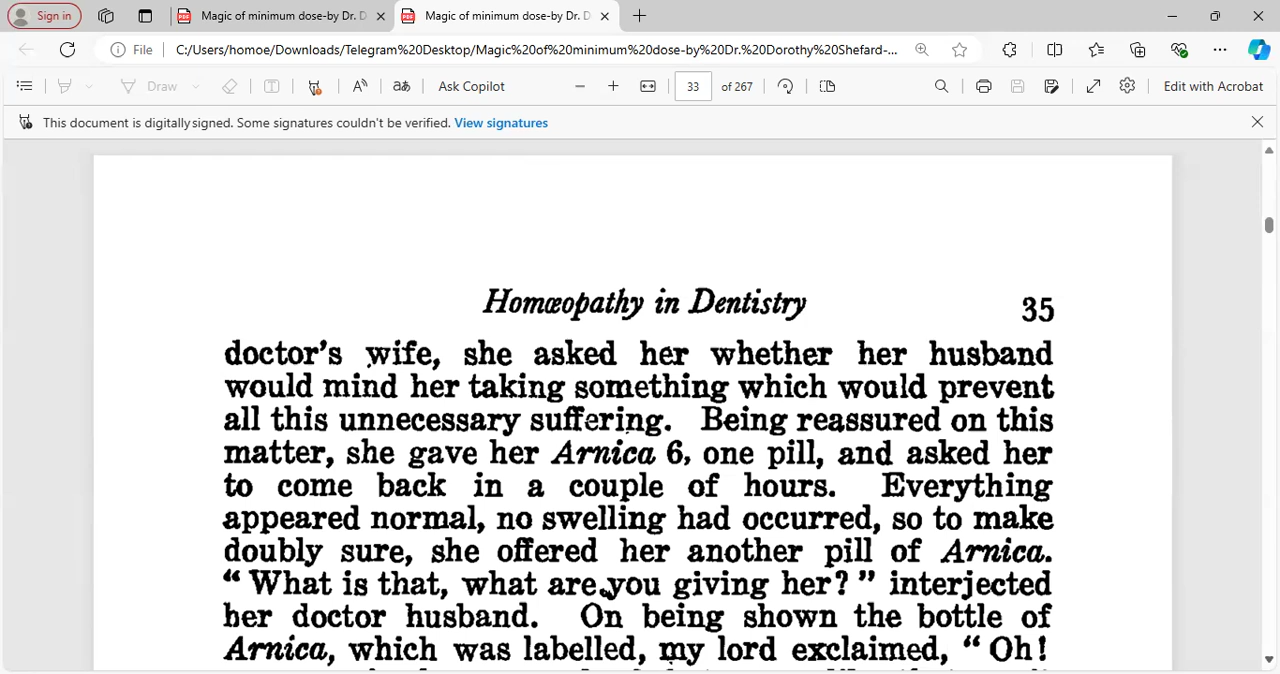 Sign in
Magic of minimum dose-by Dr. D
Magic of minimum dose-by Dr. D
File
C:/Users/homoe/Downloads/Telegram%20Desktop/Magic%20of%20minimum%20dose-by%20Dr.%20Dorothy%20Shefard-...
Draw
Ask Copilot
33 of 267
Edit with Acrobat
This document is digitally signed. Some signatures couldn't be verified. View signatures
Homœopathy in Dentistry 35
doctor's wife, she asked her whether her husband
would mind her taking something which would prevent
all this unnecessary suffering. Being reassured on this
matter, she gave her Arnica 6, one pill, and asked her
to come back in a couple of hours. Everything
appeared normal, no swelling had occurred, so to make
doubly sure, she offered her another pill of Arnica.
“ What is that, what are you giving her? ” interjected
her doctor husband. On being shown the bottle of
Arnica, which was labelled, my lord exclaimed, “ Oh!